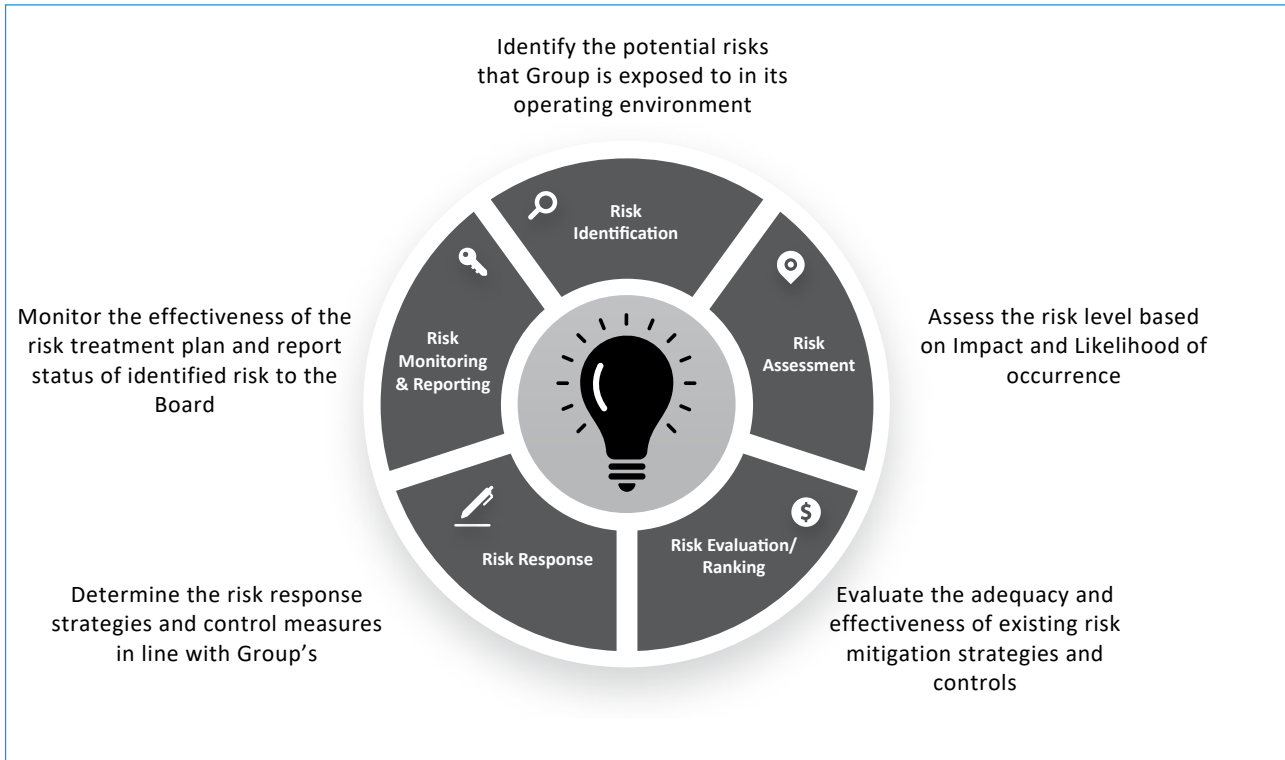 Identify the potential risks
that Group is exposed to in its
operating environment
Risk
Identification
Risk
Assessment
Assess the risk level based
on Impact and Likelihood of
occurrence
$
Risk Evaluation/
Ranking
Evaluate the adequacy and
effectiveness of existing risk
mitigation strategies and
controls
Risk Response
Determine the risk response
strategies and control measures
in line with Group’s
Risk
Monitoring
& Reporting
Monitor the effectiveness of the
risk treatment plan and report
status of identified risk to the
Board